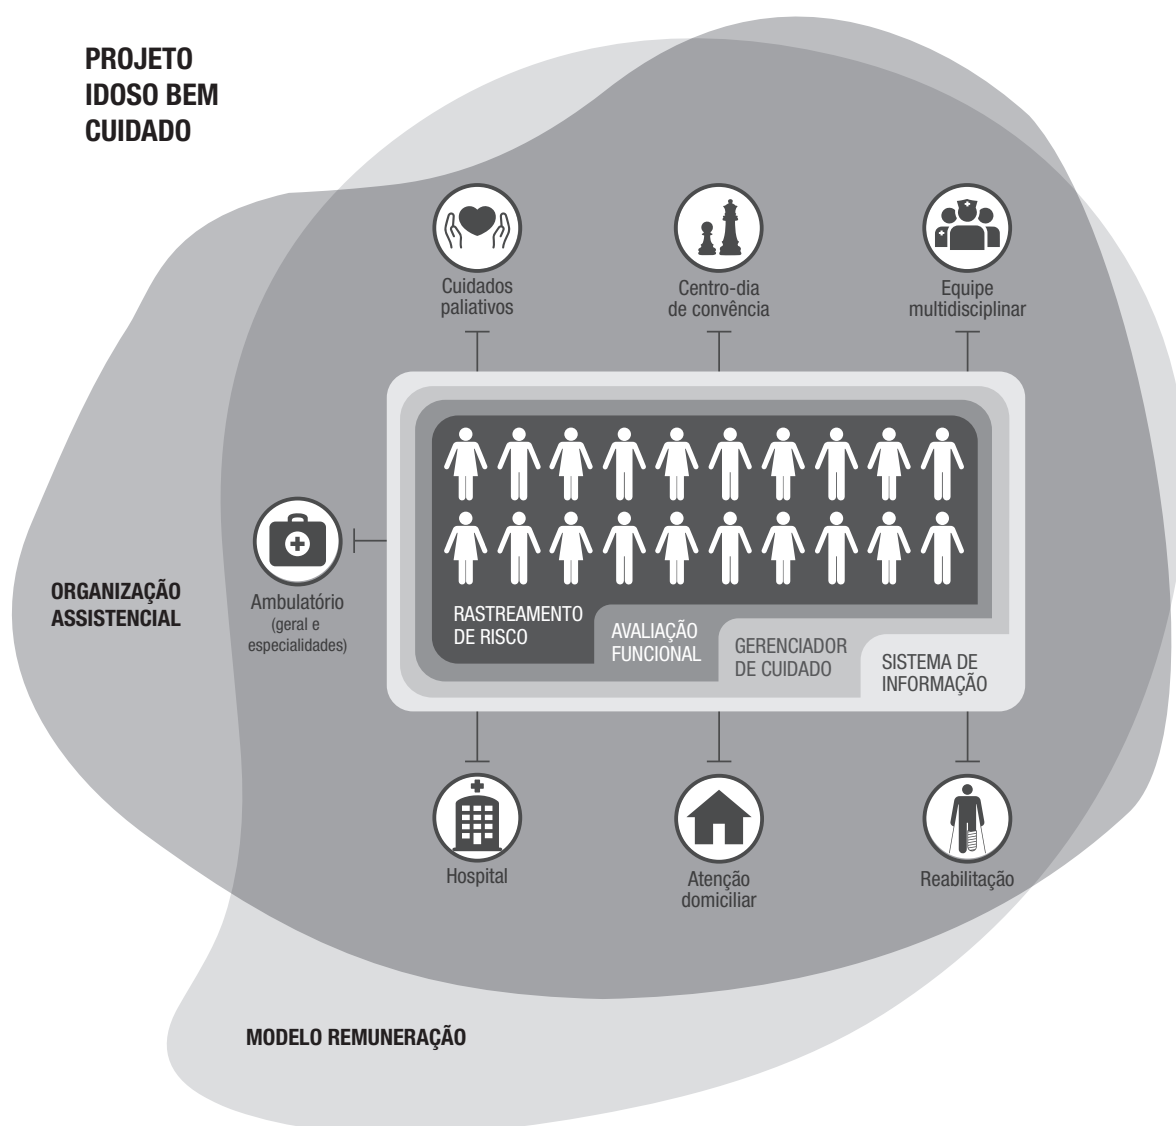 PROJETO
IDOSO BEM
CUIDADO
Cuidados
paliativos
Centro-dia
de convência
Equipe
multidisciplinar
ORGANIZAÇÃO
ASSISTENCIAL
Ambulatório
(geral e
especialidades)
RASTREAMENTO
DE RISCO
AVALIAÇÃO
FUNCIONAL
GERENCIADOR
DE CUIDADO
SISTEMA DE
INFORMAÇÃO
Hospital
Atenção
domiciliar
Reabilitação
MODELO REMUNERAÇÃO